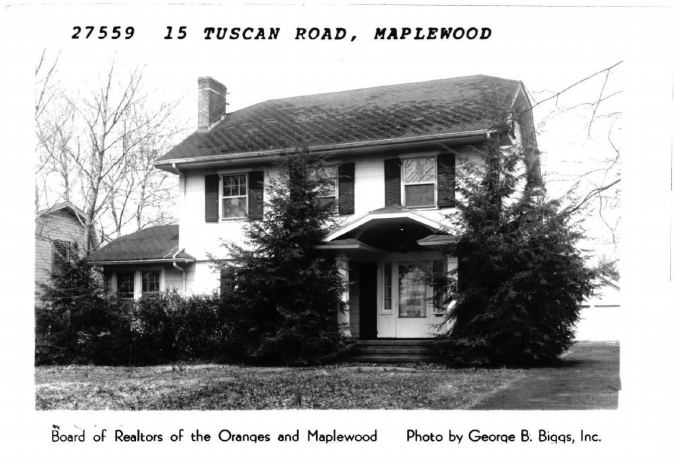 27559 15 TUSCAN ROAD, MAPLEWOOD
Board of Realtors of the Oranges and Maplewood Photo by George B. Biggs, Inc.